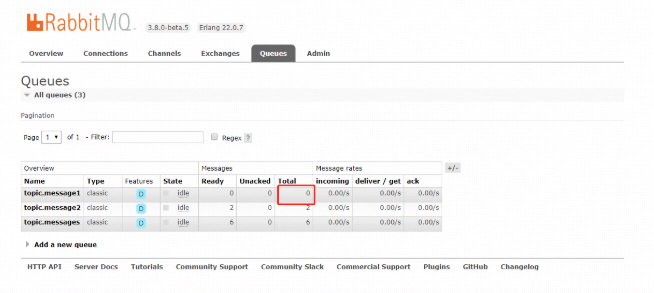 RabbitMQ 3.8.0-beta.5 Erlang 22.0.7
Overview Connections Channels Exchanges Queues Admin
Queues
All queues (3)
Pagination
Page 1 of 1 - Filter: Regex ?
Overview Messages Message rates +/-
Name Type Features State Ready Unacked Total incoming deliver / get ack
topic.message1 classic D idle 0 0 0 0.00/s 0.00/s 0.00/s
topic.message2 classic D idle 2 0 2 0.00/s 0.00/s 0.00/s
topic.messages classic D idle 6 0 6 0.00/s 0.00/s 0.00/s
Add a new queue
HTTP API Server Docs Tutorials Community Support Community Slack Commercial Support Plugins GitHub Changelog